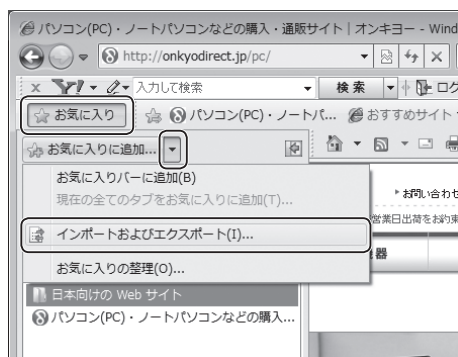 パソコン(PC)・ノートパソコンなどの購入・通販サイト | オンキヨー - Wind
http://onkyodirect.jp/pc/
x Y! 入力して検索 検索 ログ
お気に入り パソコン(PC)・ノートパ... おすすめサイト
お気に入りに追加...
お気に入りバーに追加(B)
現在の全てのタブをお気に入りに追加(T)...
お問い合わせ
営業日出荷をお約束
インポートおよびエクスポート(I)...
器
お気に入りの整理(O)...
日本向けの Web サイト
パソコン(PC)・ノートパソコンなどの購入...